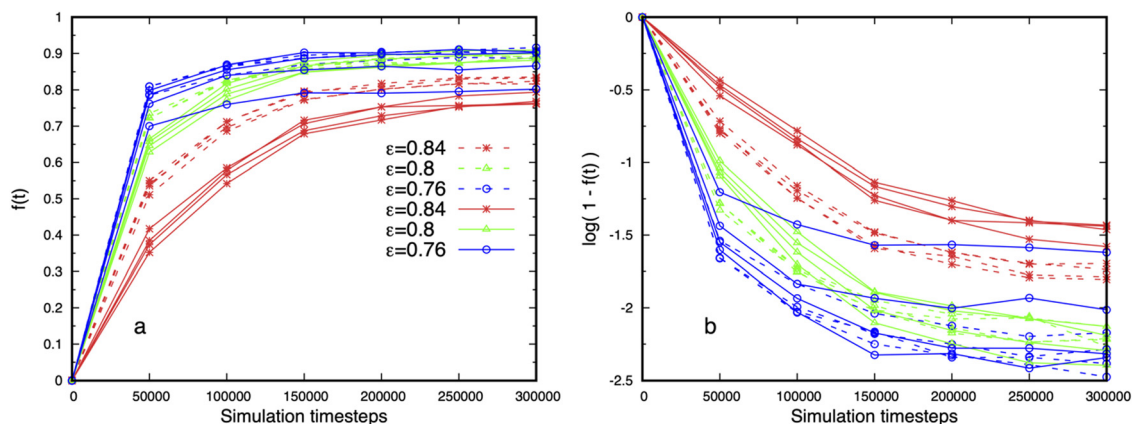 1
0.9
0.8
0.7
0.6
0.5
0.4
0.3
0.2
0.1
0
f(t)
ε=0.84
ε=0.8
ε=0.76
ε=0.84
ε=0.8
ε=0.76
a
0 50000 100000 150000 200000 250000 300000
Simulation timesteps
0
-0.5
-1
-1.5
-2
-2.5
log( 1 - f(t) )
b
0 50000 100000 150000 200000 250000 300000
Simulation timesteps